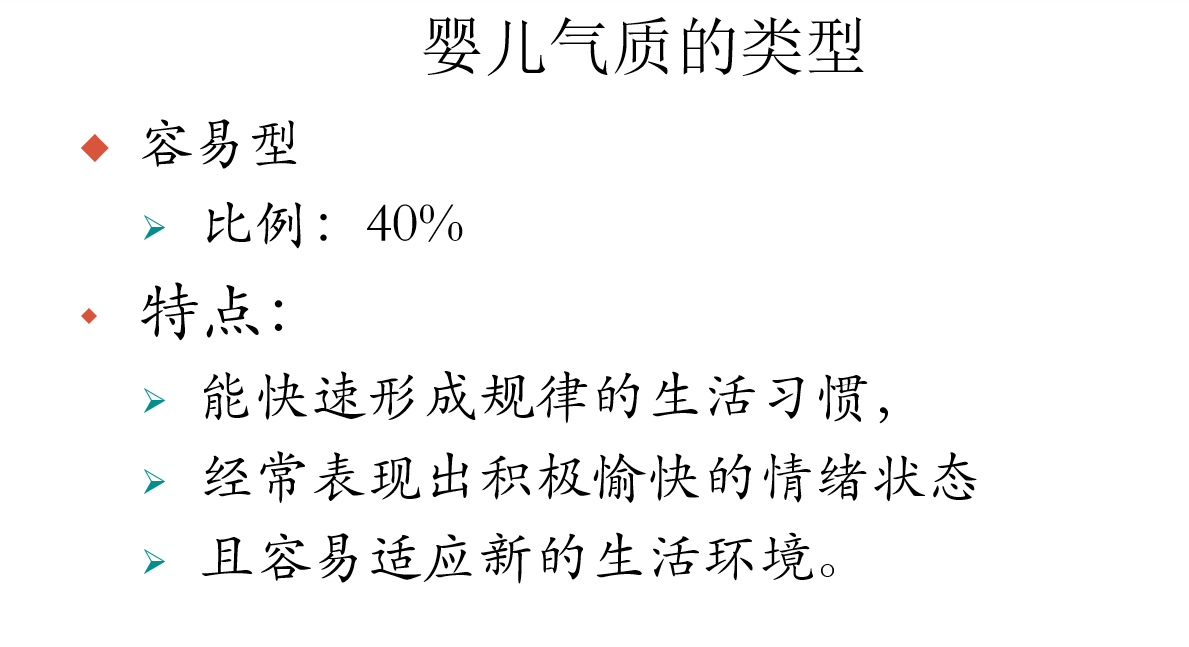 婴儿气质的类型
容易型
比例：40%
特点：
能快速形成规律的生活习惯，
经常表现出积极愉快的情绪状态
且容易适应新的生活环境。